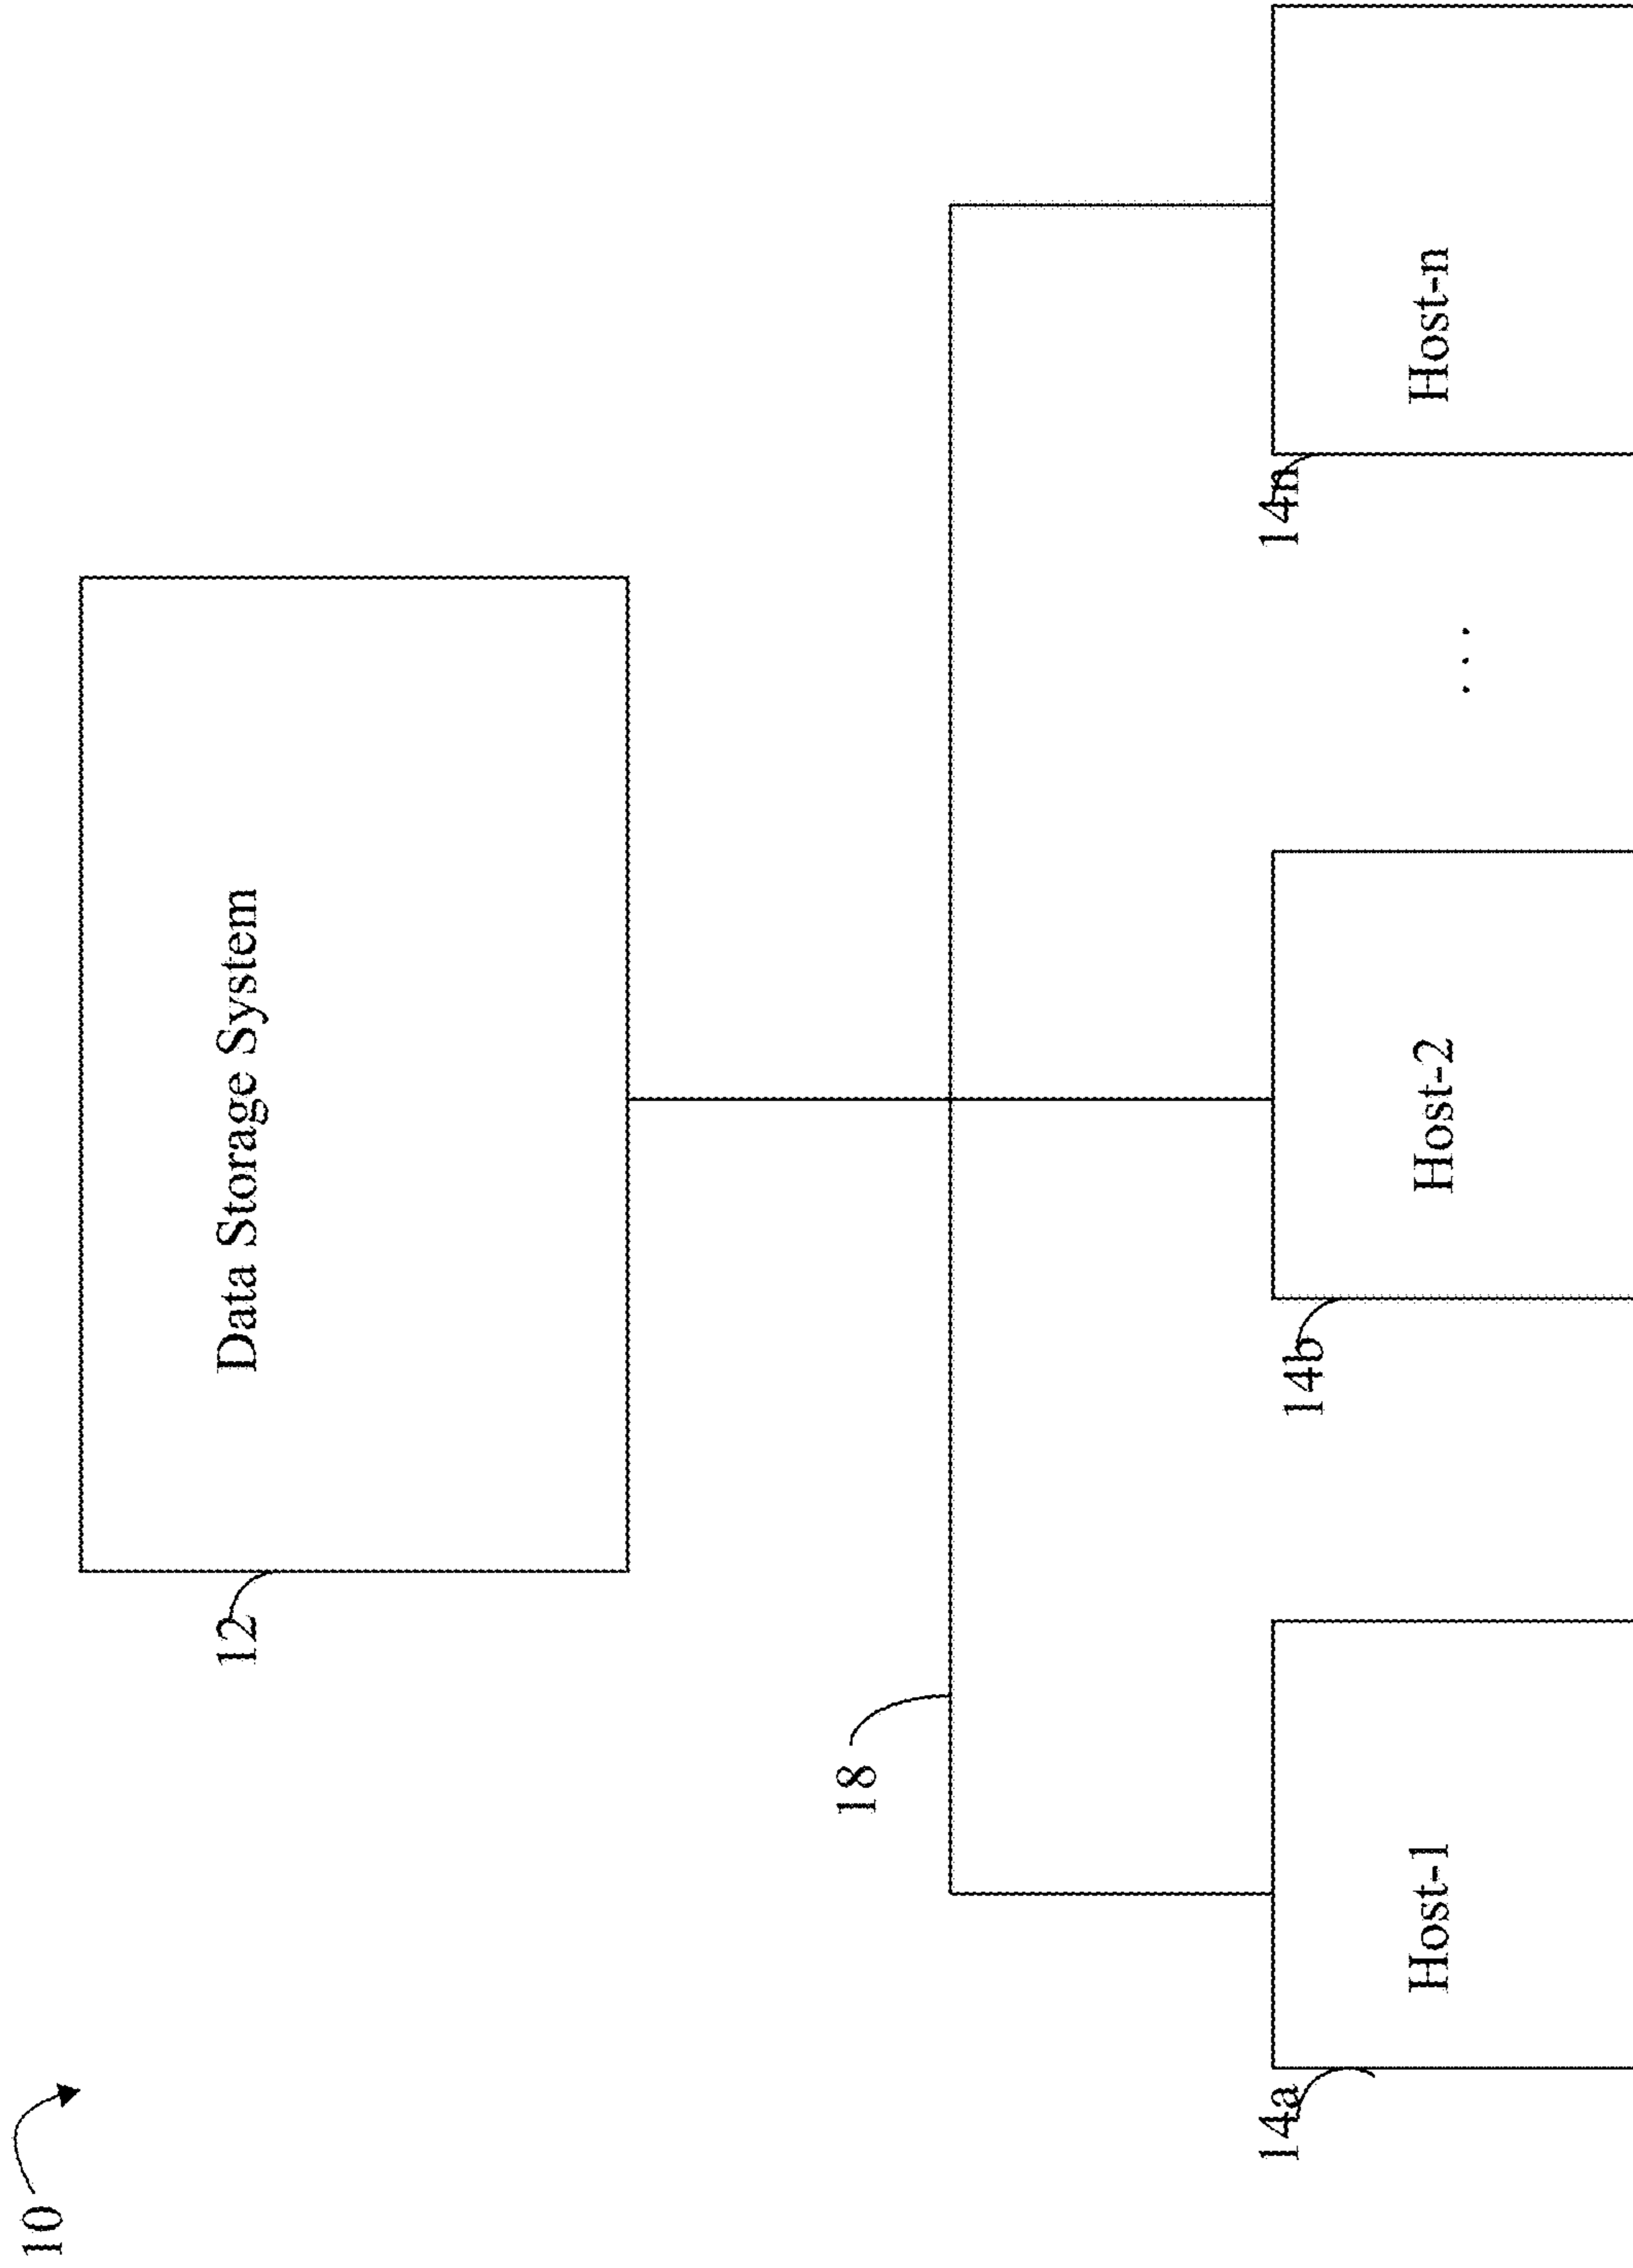 10
12
Data Storage System
18
14a
Host-1
14b
Host-2
. . .
14n
Host-n